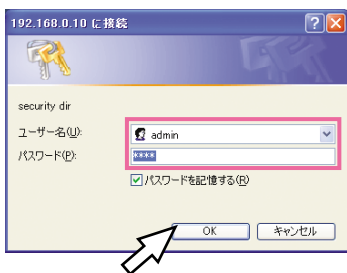 192.168.0.10 に接続
security dir
ユーザー名(U):
admin
パスワード(P):
****
パスワードを記憶する(R)
OK
キャンセル